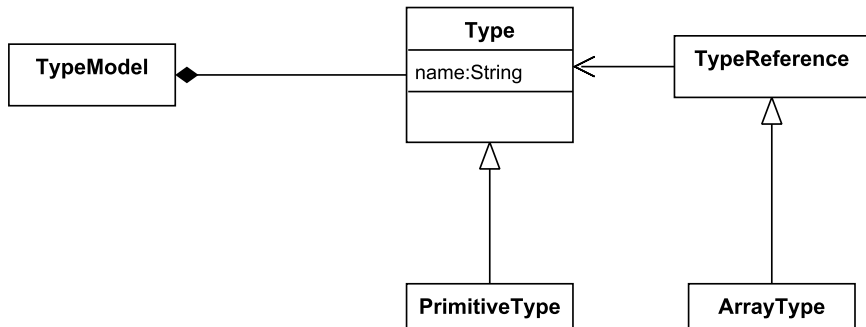 Type
TypeModel
name:String
TypeReference
PrimitiveType
ArrayType